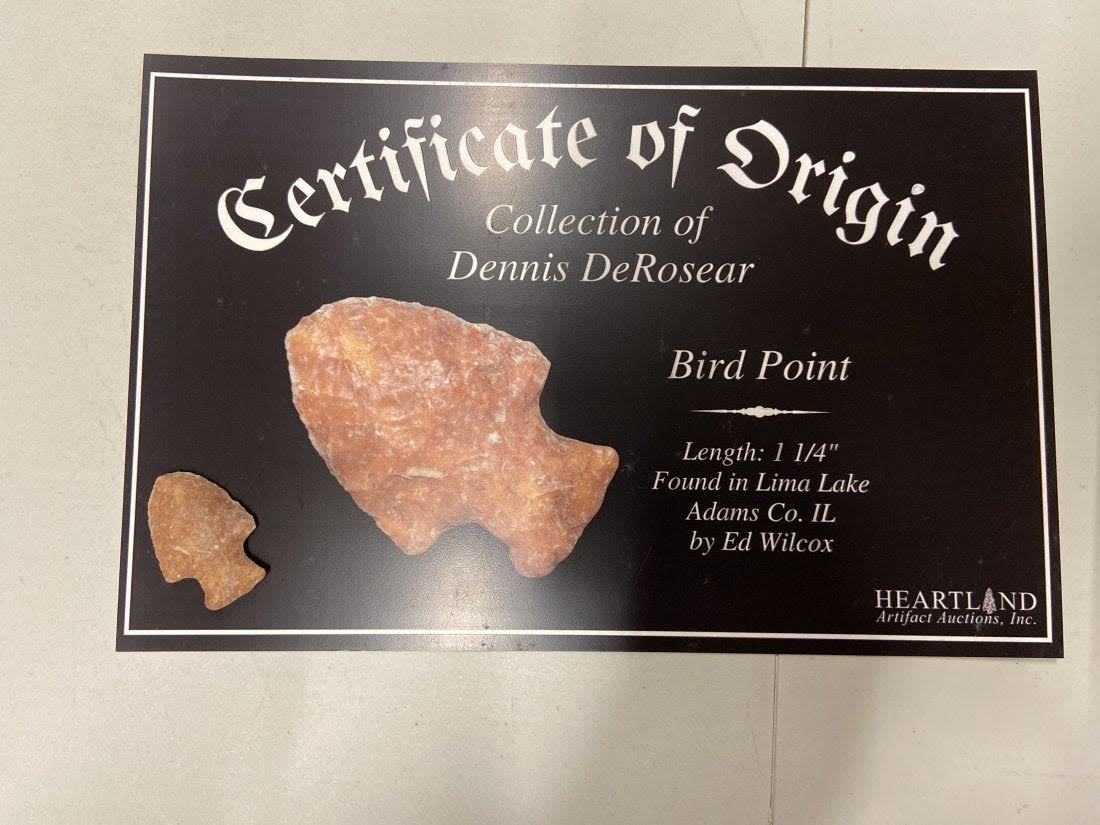 Certificate of Origin
Collection of
Dennis DeRosear
Bird Point
Length: 1 1/4"
Found in Lima Lake
Adams Co. IL
by Ed Wilcox
HEARTLAND
Artifact Auctions, Inc.